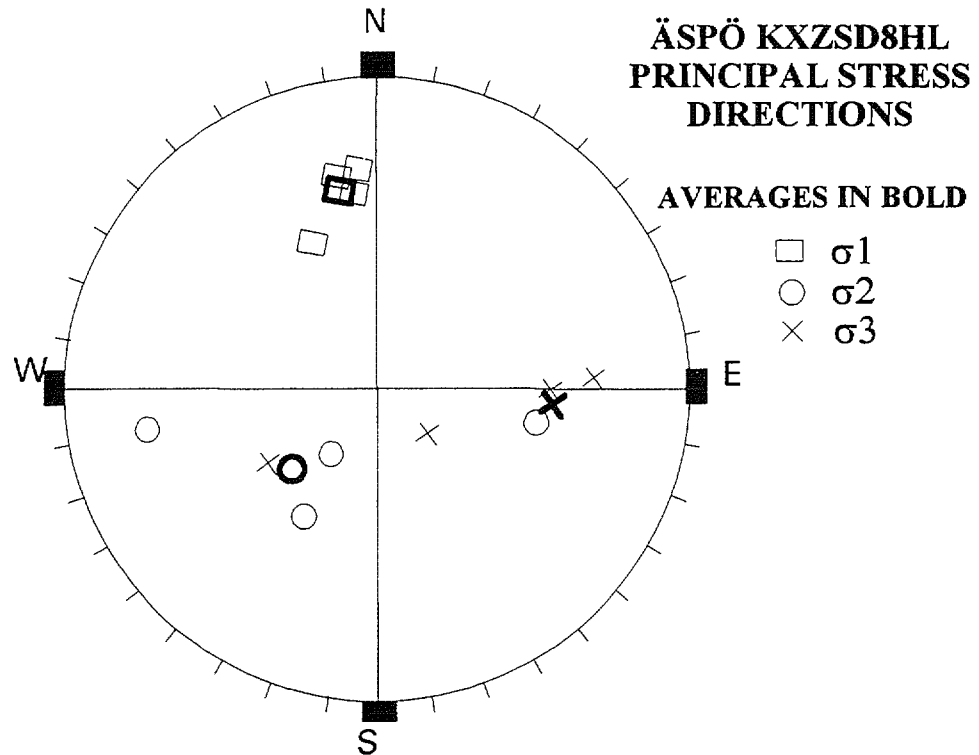 N
ÄSPÖ KXZSD8HL
PRINCIPAL STRESS
DIRECTIONS
AVERAGES IN BOLD
σ1
σ2
σ3
W
E
S